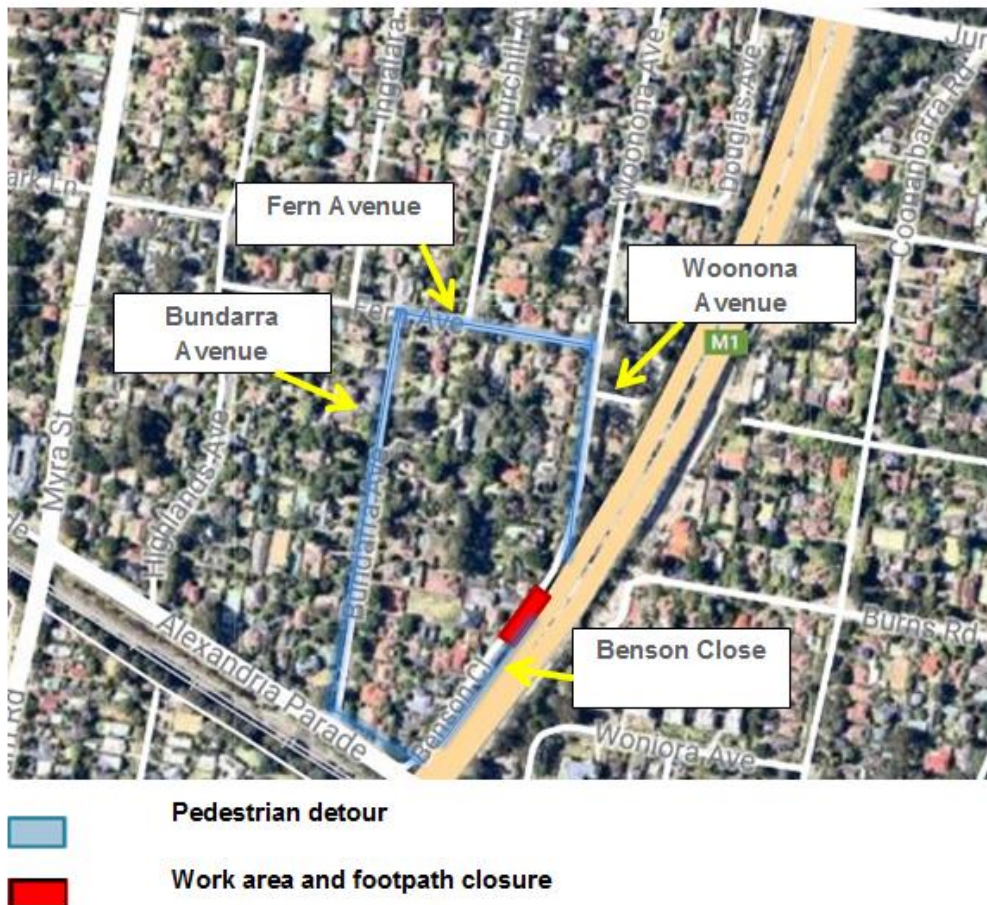 Ingalara
Churchill A
Woonona Ave
Douglas Ave
Coonanbarra Rd
Fern Avenue
Woonona
Avenue
Bundarra
Avenue
Fern Ave
M1
Myra St
Highlands Ave
Bundarra Ave
Burns Rd
Benson Close
Alexandria Parade
Benson Cl
Woniora Ave
Rd
Pedestrian detour
Work area and footpath closure